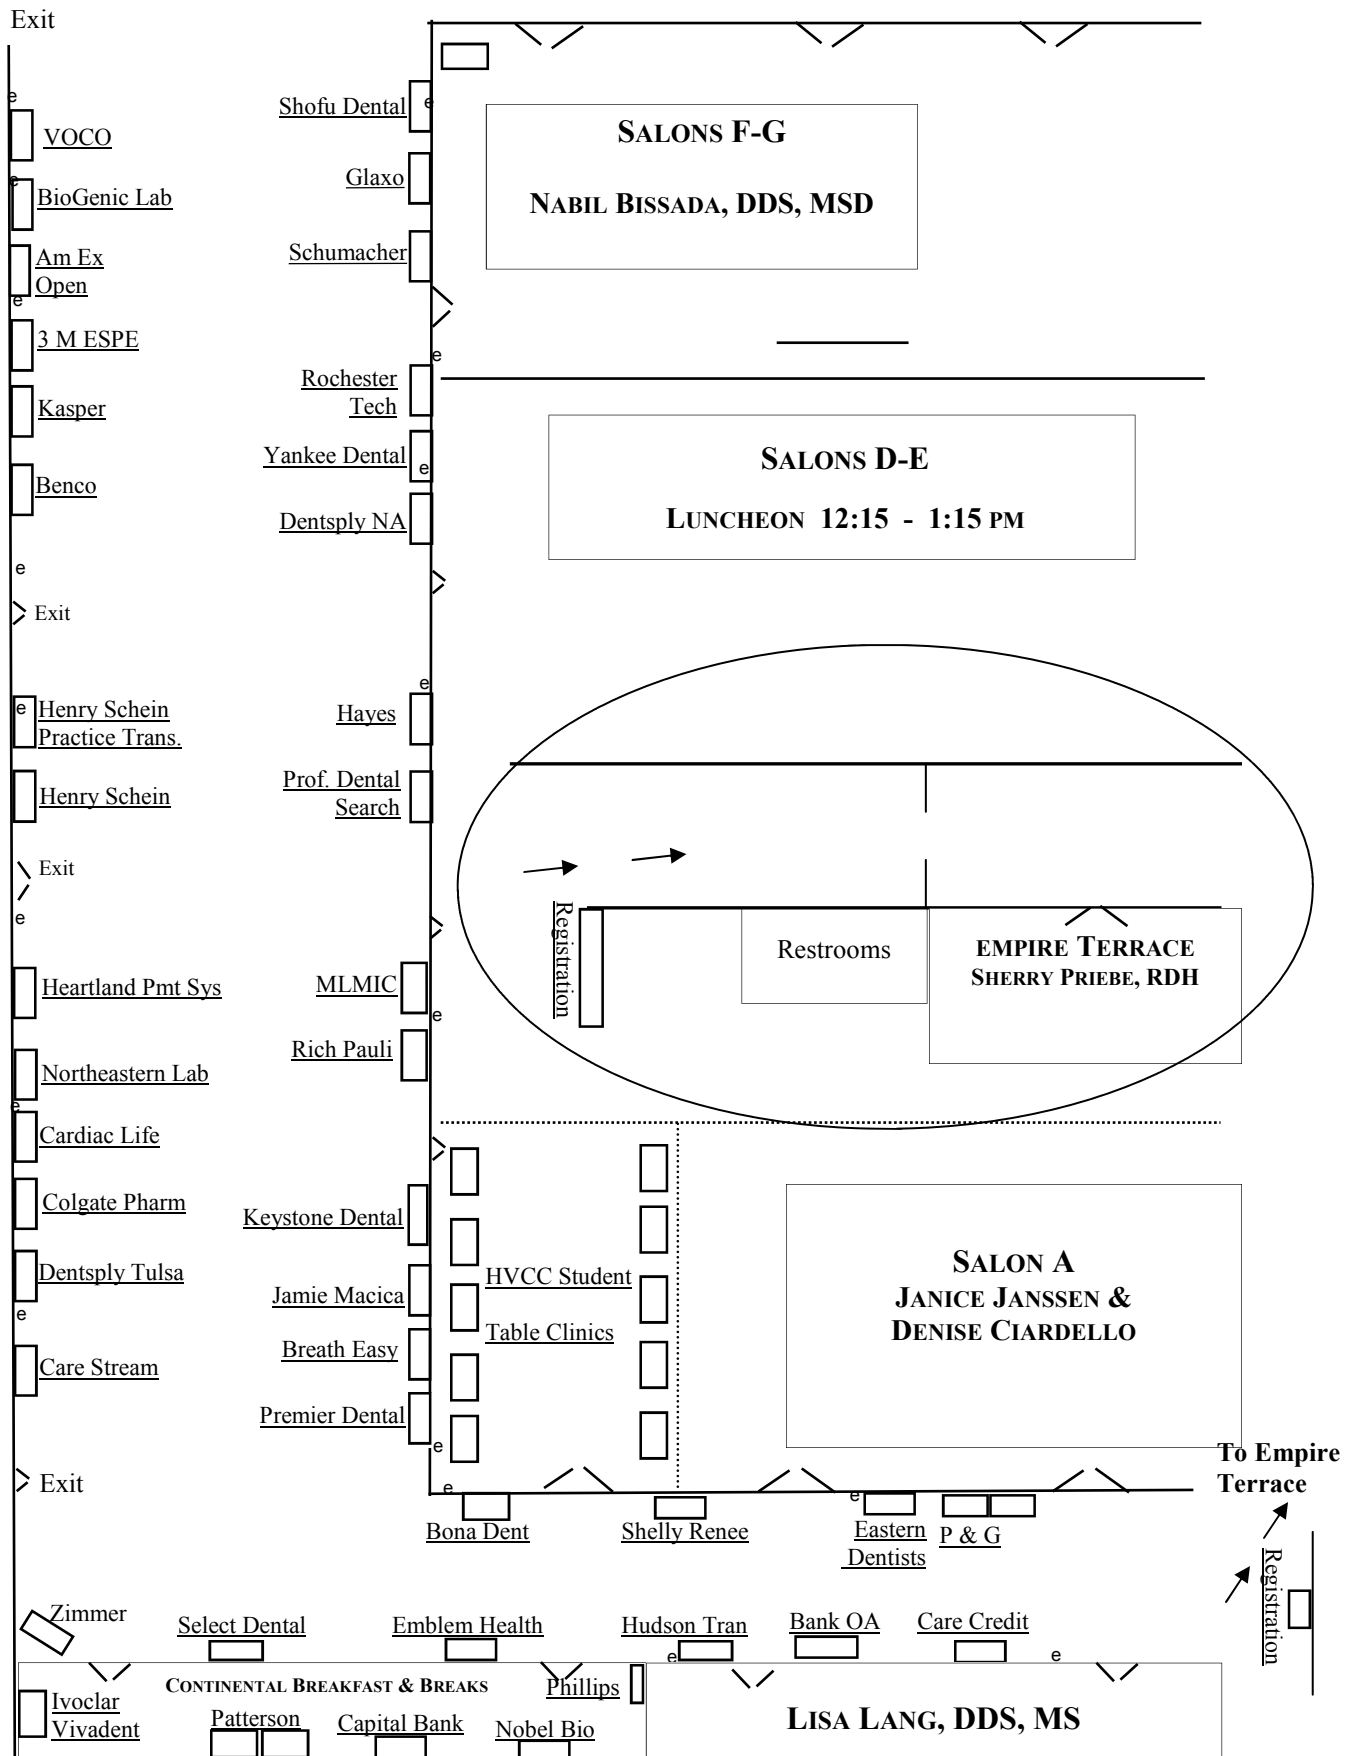 Exit
e
VOCO
e
BioGenic Lab
Am Ex
Open
e
3 M ESPE
Kasper
Benco
e
Exit
e
Henry Schein
Practice Trans.
Henry Schein
Exit
e
Heartland Pmt Sys
Northeastern Lab
e
Cardiac Life
Colgate Pharm
Dentsply Tulsa
e
Care Stream
Exit
Shofu Dental
e
Glaxo
Schumacher
e
Rochester
Tech
Yankee Dental
e
Dentsply NA
e
Hayes
Prof. Dental
Search
MLMIC
e
Rich Pauli
Keystone Dental
Jamie Macica
Breath Easy
Premier Dental
e
SALONS F-G
NABIL BISSADA, DDS, MSD
SALONS D-E
LUNCHEON 12:15 - 1:15 PM
Registration
Restrooms
EMPIRE TERRACE
SHERRY PRIEBE, RDH
HVCC Student
Table Clinics
SALON A
JANICE JANSSEN &
DENISE CIARDELLO
To Empire
Terrace
e
Bona Dent
Shelly Renee
e
Eastern
Dentists
P & G
Registration
Zimmer
Select Dental
Emblem Health
Hudson Tran
e
Bank OA
Care Credit
e
CONTINENTAL BREAKFAST & BREAKS
Phillips
Ivoclar
Vivadent
Patterson
Capital Bank
Nobel Bio
LISA LANG, DDS, MS